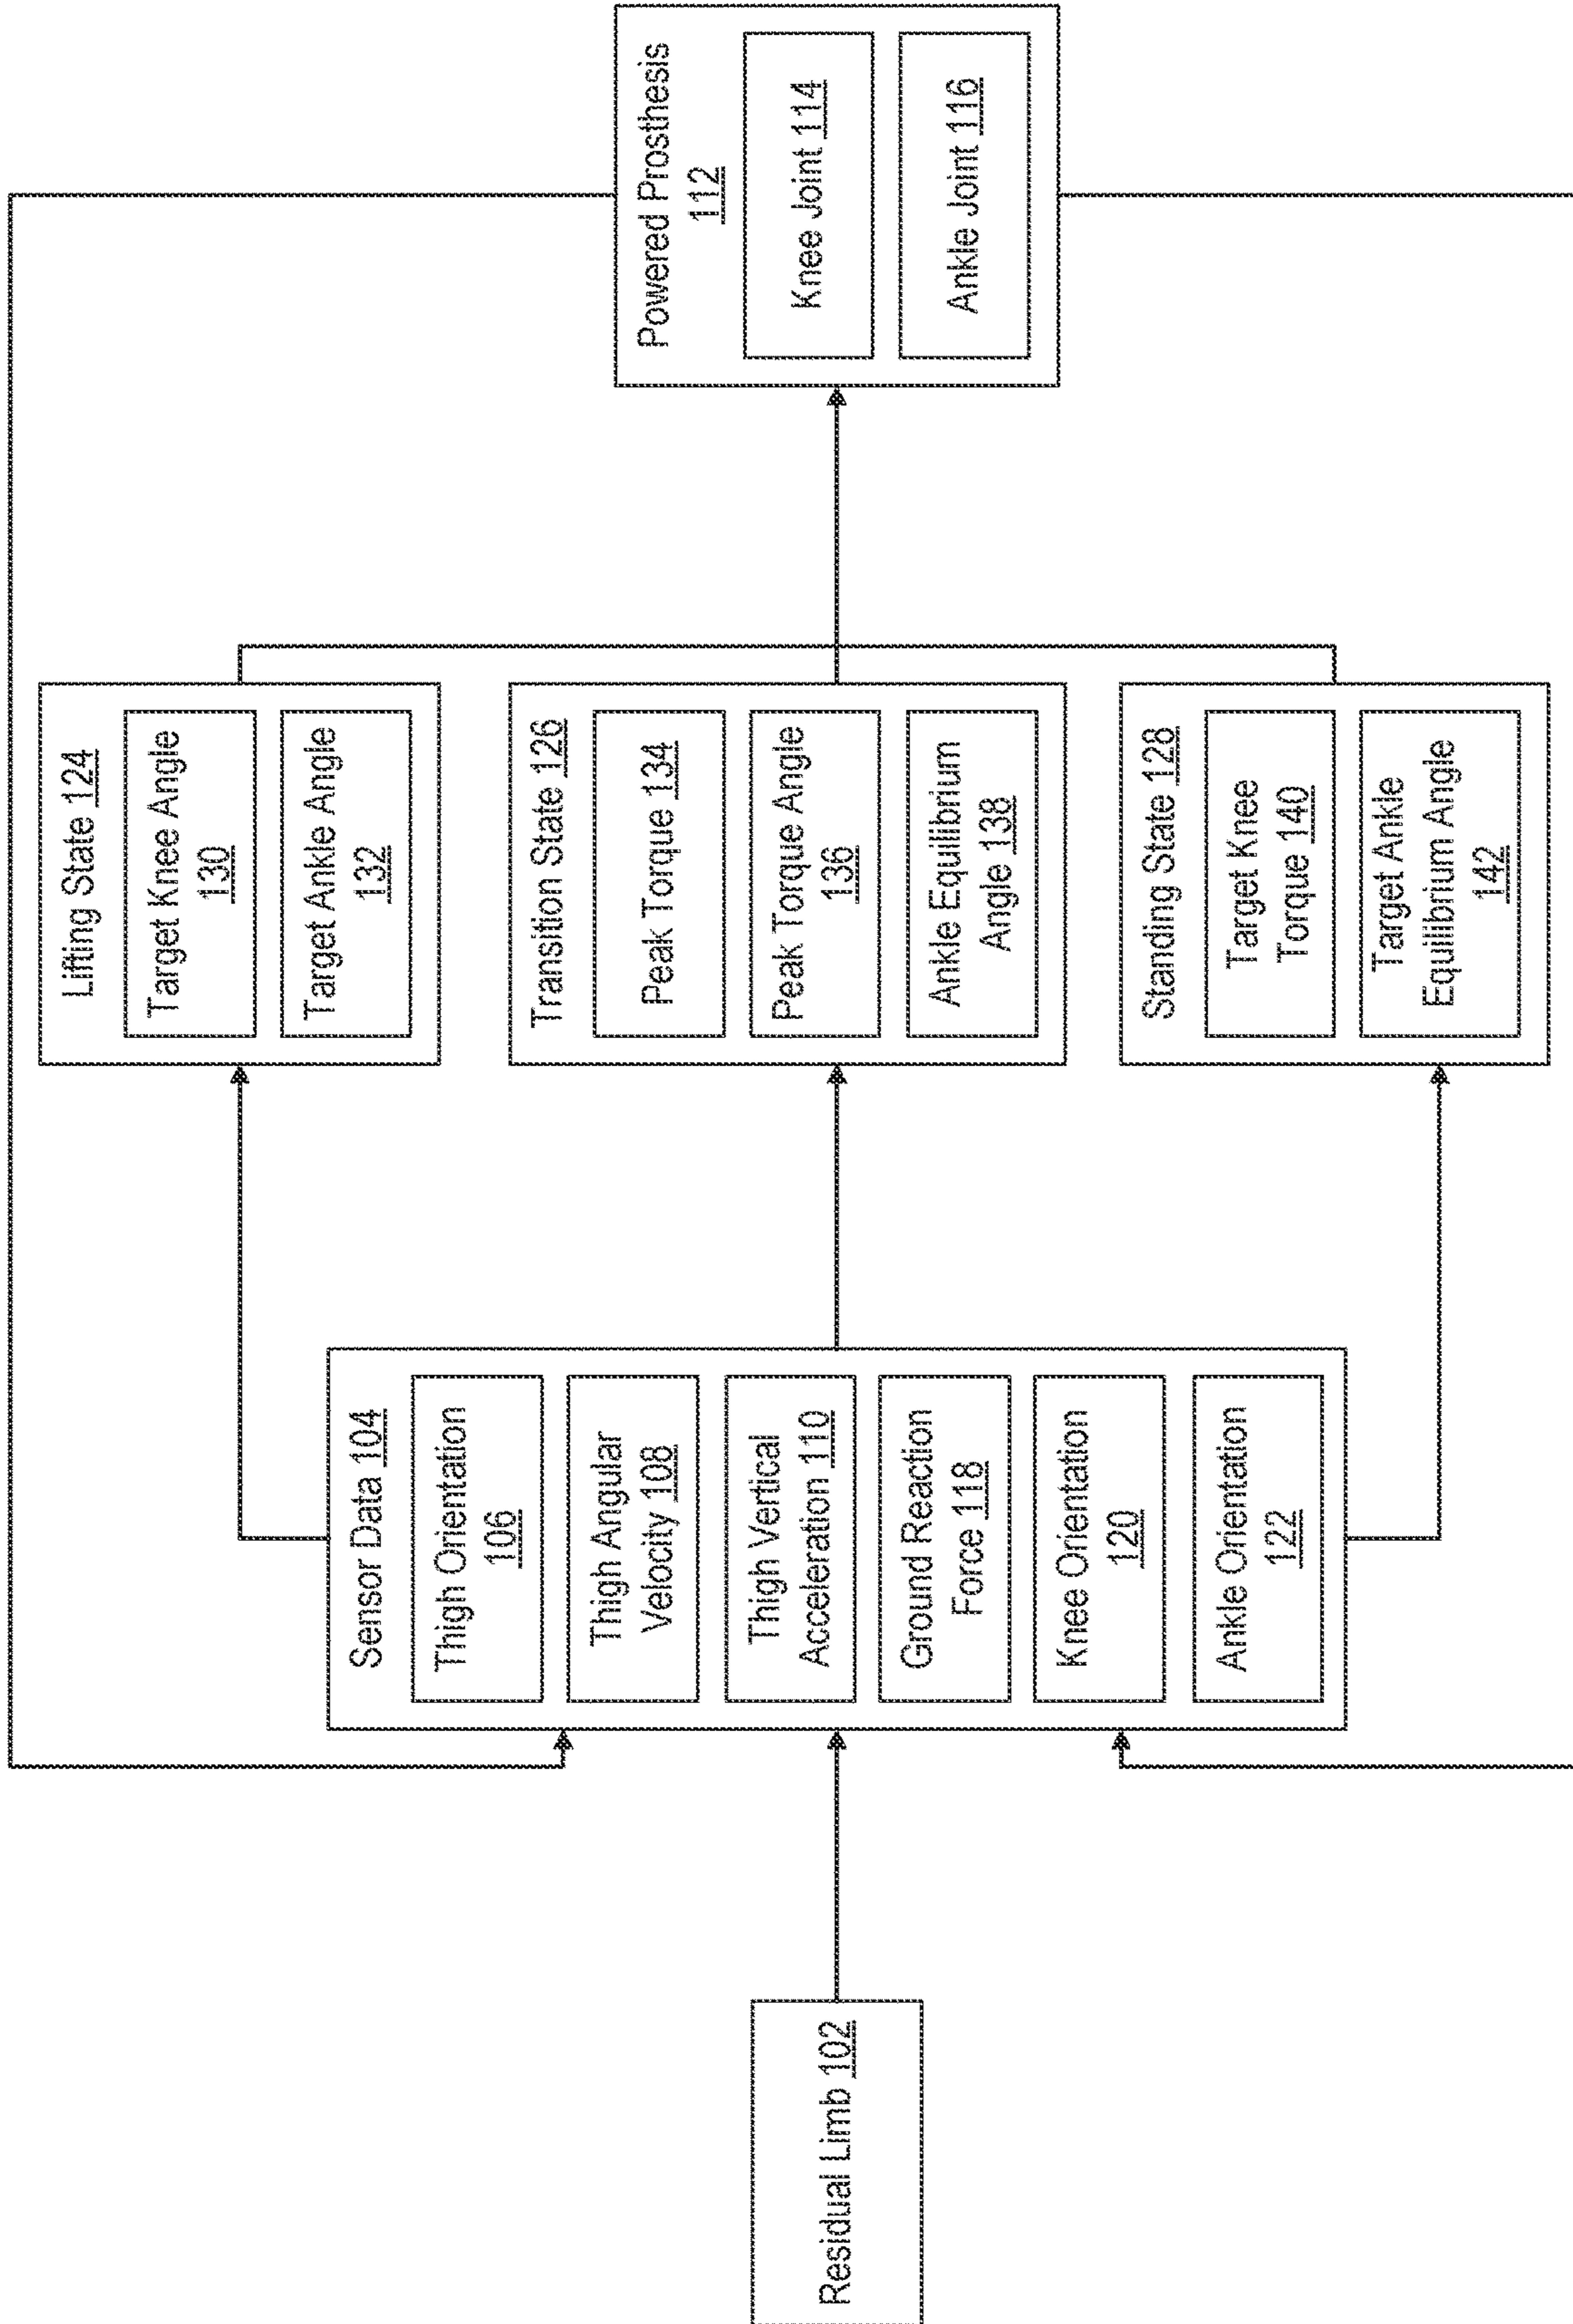 Residual Limb 102
Sensor Data 104
Thigh Orientation
106
Thigh Angular
Velocity 108
Thigh Vertical
Acceleration 110
Ground Reaction
Force 118
Knee Orientation
120
Ankle Orientation
122
Lifting State 124
Target Knee Angle
130
Target Ankle Angle
132
Transition State 126
Peak Torque 134
Peak Torque Angle
136
Ankle Equilibrium
Angle 138
Standing State 128
Target Knee
Torque 140
Target Ankle
Equilibrium Angle
142
Powered Prosthesis
112
Knee Joint 114
Ankle Joint 116